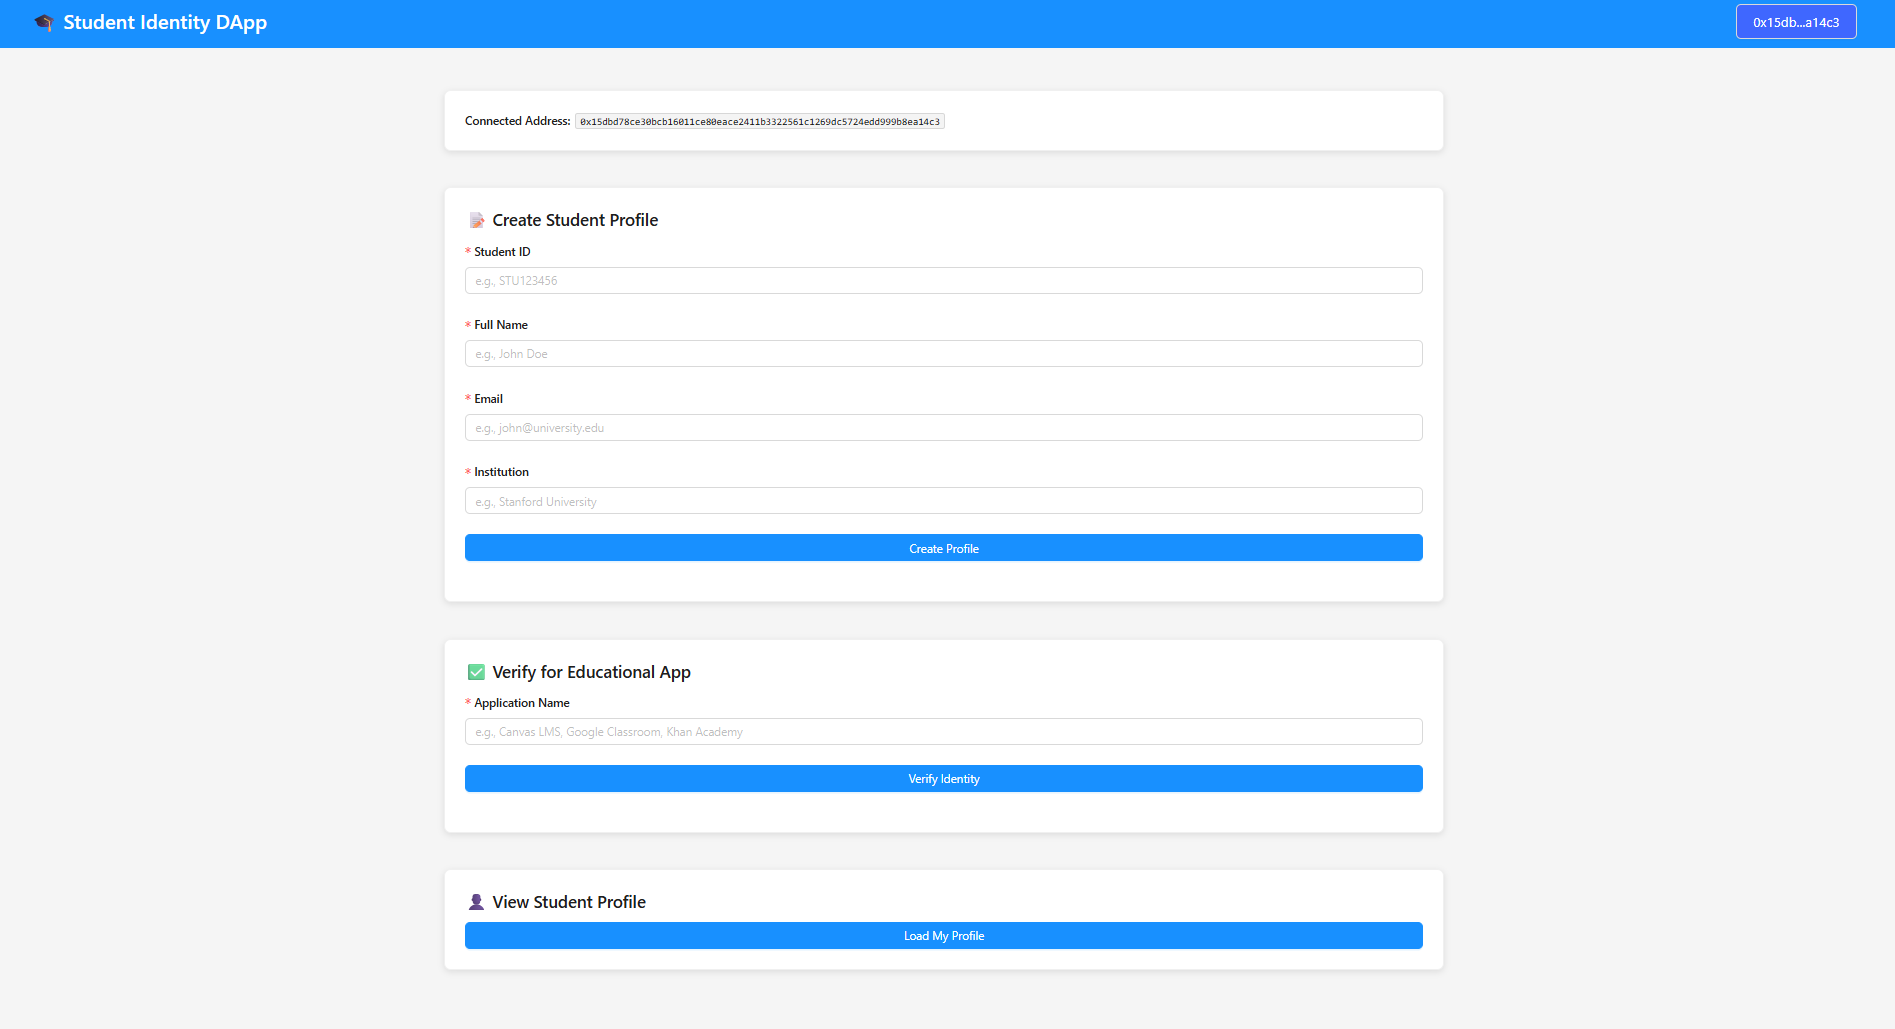 Student Identity DApp
0x15db...a14c3
Connected Address: 0x15dbd78ce30bcb16011ce80eace2411b3322561c1269dc5724edd999b8ea14c3
Create Student Profile
* Student ID
e.g., STU123456
* Full Name
e.g., John Doe
* Email
e.g., john@university.edu
* Institution
e.g., Stanford University
Create Profile
Verify for Educational App
* Application Name
e.g., Canvas LMS, Google Classroom, Khan Academy
Verify Identity
View Student Profile
Load My Profile